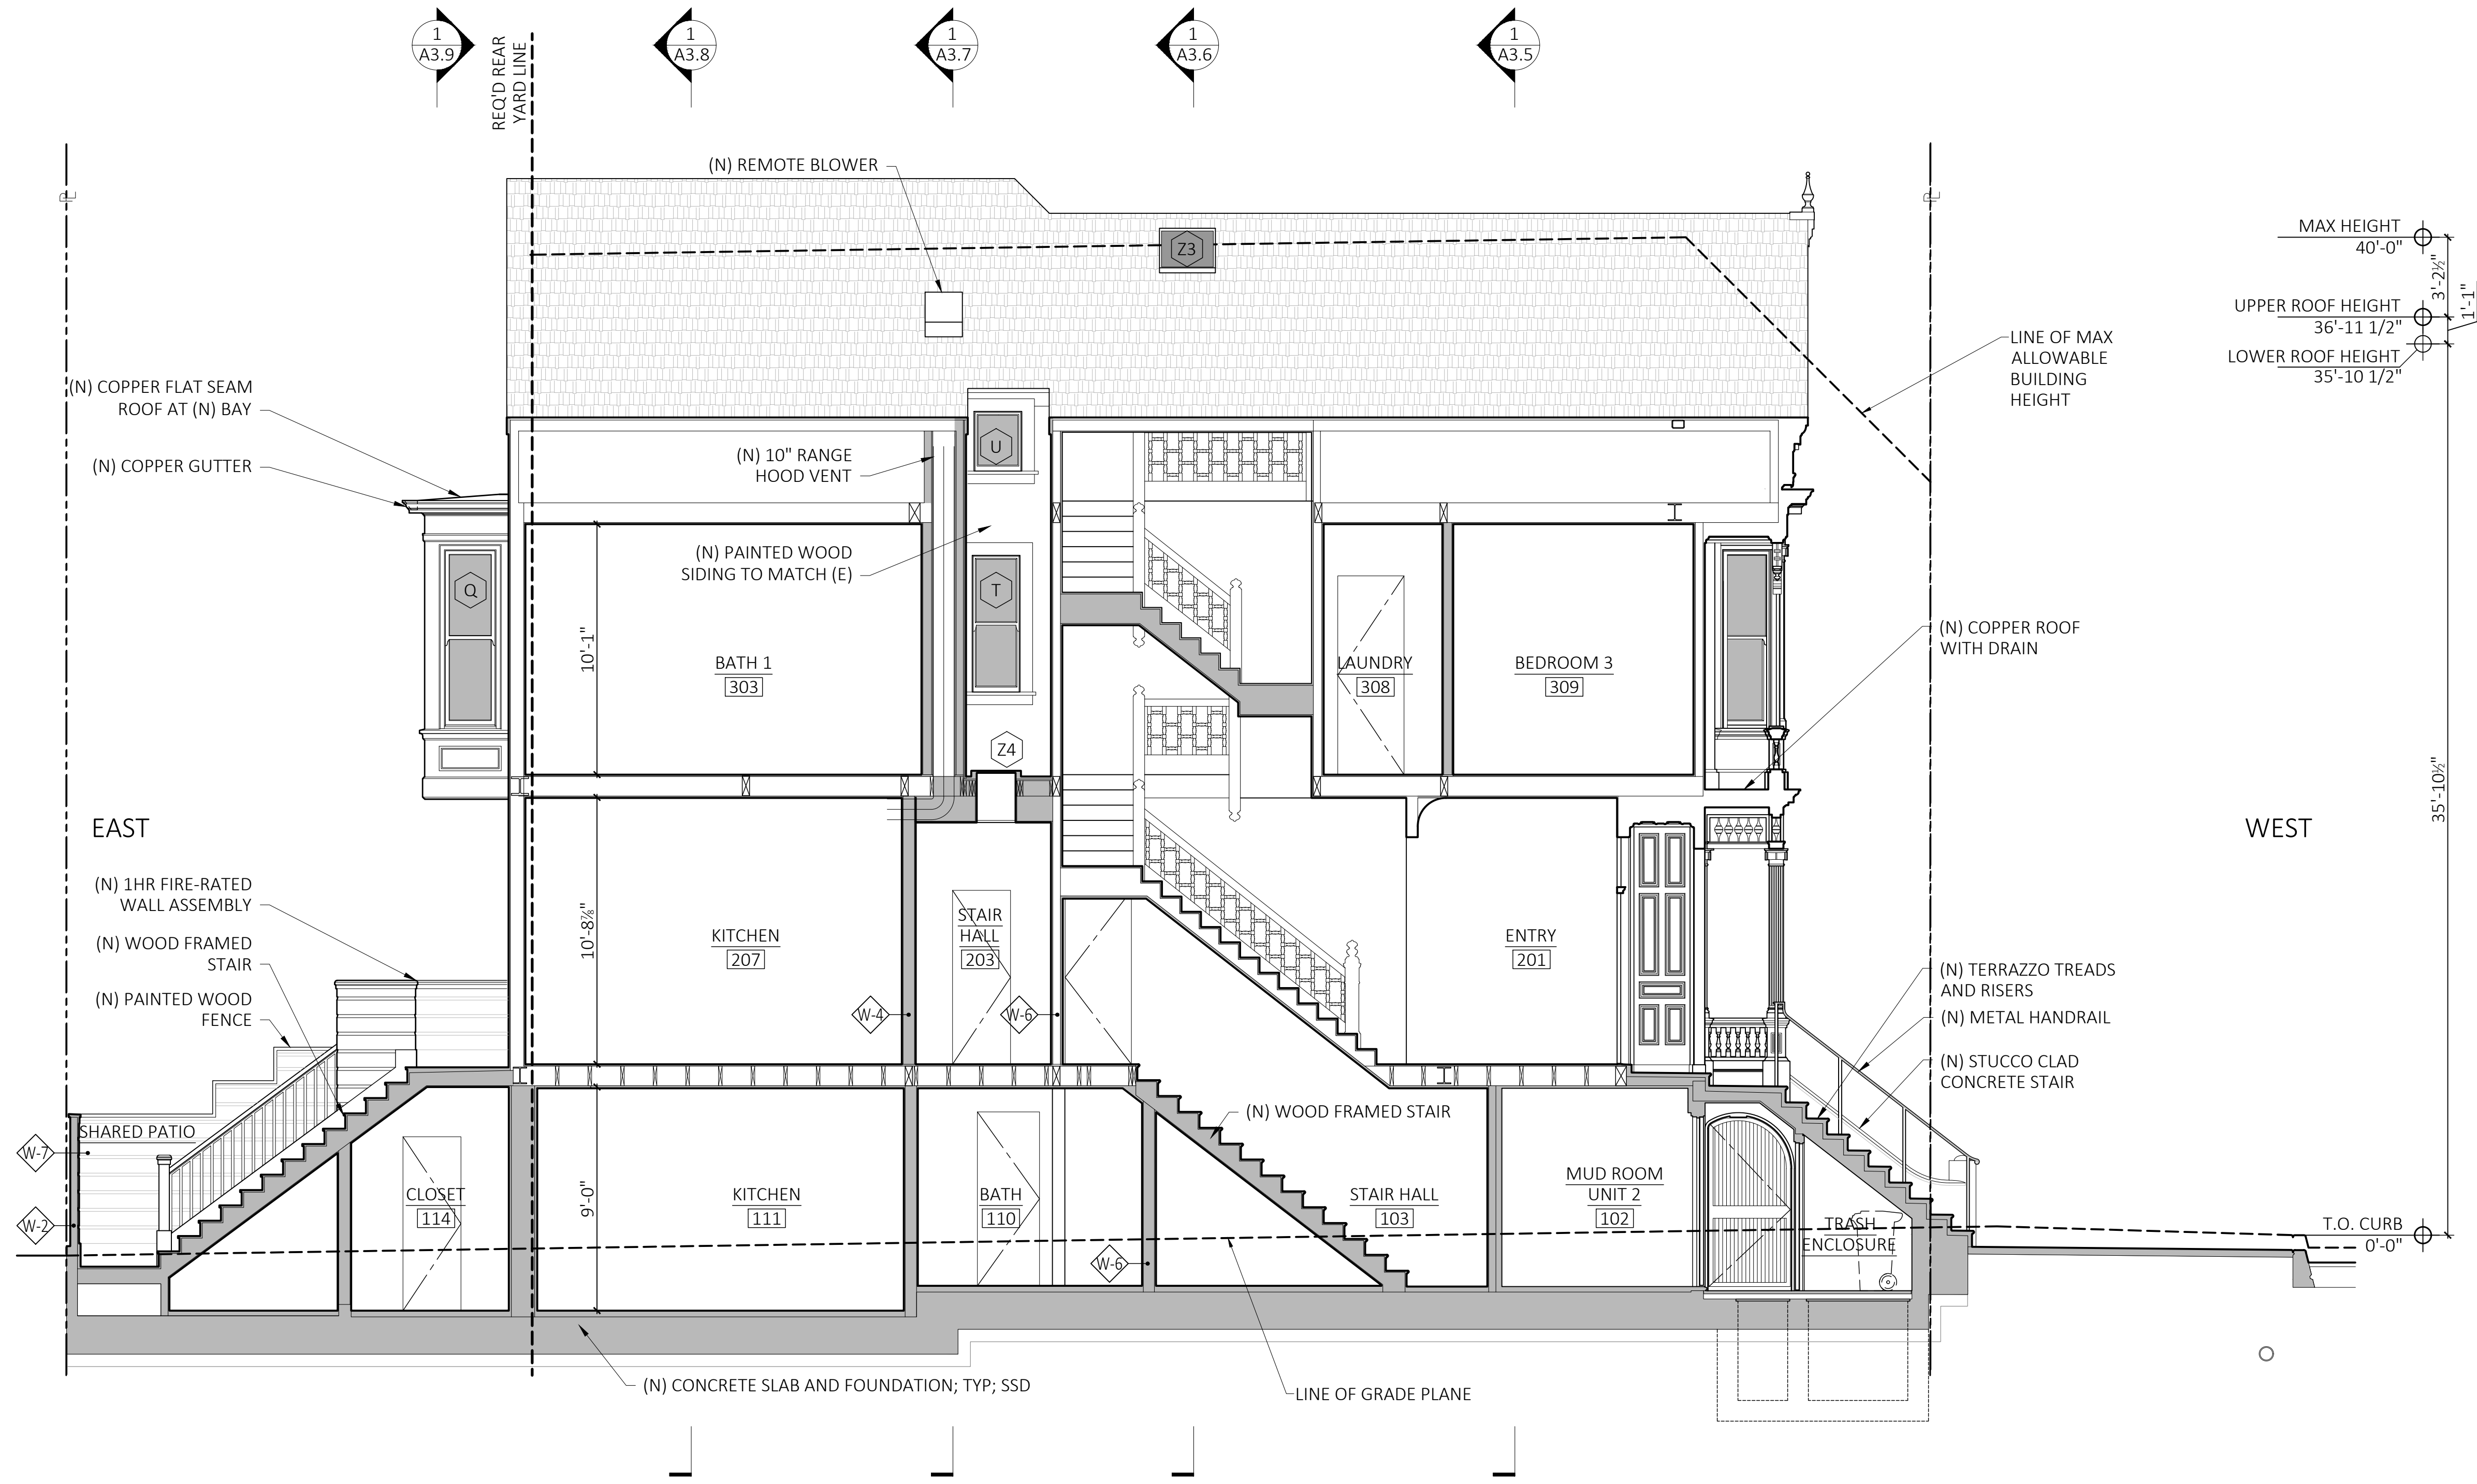 1
A3.9
1
A3.8
1
A3.7
1
A3.6
1
A3.5
REQ'D REAR
YARD LINE
PL
PL
(N) REMOTE BLOWER
Z3
MAX HEIGHT
40'-0"
3'-2½"
1'-1"
UPPER ROOF HEIGHT
36'-11 1/2"
LOWER ROOF HEIGHT
35'-10 1/2"
LINE OF MAX
ALLOWABLE
BUILDING
HEIGHT
(N) COPPER FLAT SEAM
ROOF AT (N) BAY
(N) COPPER GUTTER
(N) 10" RANGE
HOOD VENT
U
(N) PAINTED WOOD
SIDING TO MATCH (E)
Q
T
10'-1"
BATH 1
303
LAUNDRY
308
BEDROOM 3
309
(N) COPPER ROOF
WITH DRAIN
Z4
EAST
WEST
35'-10½"
(N) 1HR FIRE-RATED
WALL ASSEMBLY
(N) WOOD FRAMED
STAIR
(N) PAINTED WOOD
FENCE
10'-8⅞"
KITCHEN
207
STAIR
HALL
203
ENTRY
201
W-4
W-6
(N) TERRAZZO TREADS
AND RISERS
(N) METAL HANDRAIL
(N) STUCCO CLAD
CONCRETE STAIR
SHARED PATIO
W-7
W-2
(N) WOOD FRAMED STAIR
CLOSET
114
9'-0"
KITCHEN
111
BATH
110
STAIR HALL
103
MUD ROOM
UNIT 2
102
TRASH
ENCLOSURE
W-6
T.O. CURB
0'-0"
(N) CONCRETE SLAB AND FOUNDATION; TYP; SSD
LINE OF GRADE PLANE